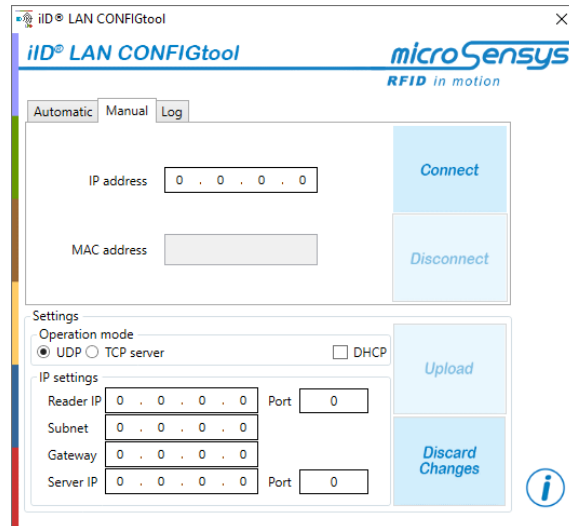 iID® LAN CONFIGtool
iID® LAN CONFIGtool
microSensys
RFID in motion
Automatic Manual Log
IP address 0 . 0 . 0 . 0
Connect
MAC address
Disconnect
Settings
Operation mode
UDP TCP server DHCP
Upload
IP settings
Reader IP 0 . 0 . 0 . 0 Port 0
Subnet 0 . 0 . 0 . 0
Gateway 0 . 0 . 0 . 0
Discard
Changes
Server IP 0 . 0 . 0 . 0 Port 0
i